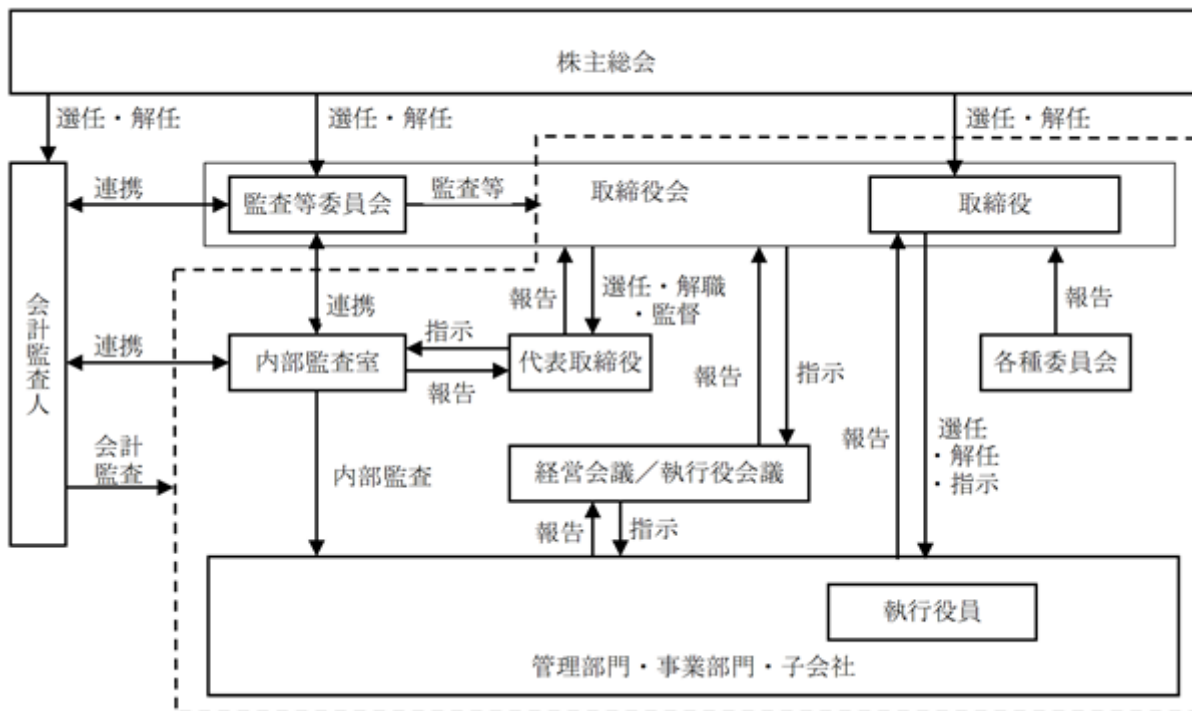 株主総会
選任・解任
選任・解任
選任・解任
連携
監査等委員会
監査等
取締役会
取締役
会計監査人
連携
報告
選任・解職
・監督
報告
連携
指示
内部監査室
報告
代表取締役
報告
指示
各種委員会
会計
監査
内部監査
経営会議／執行役会議
報告
選任
・解任
・指示
報告
指示
執行役員
管理部門・事業部門・子会社